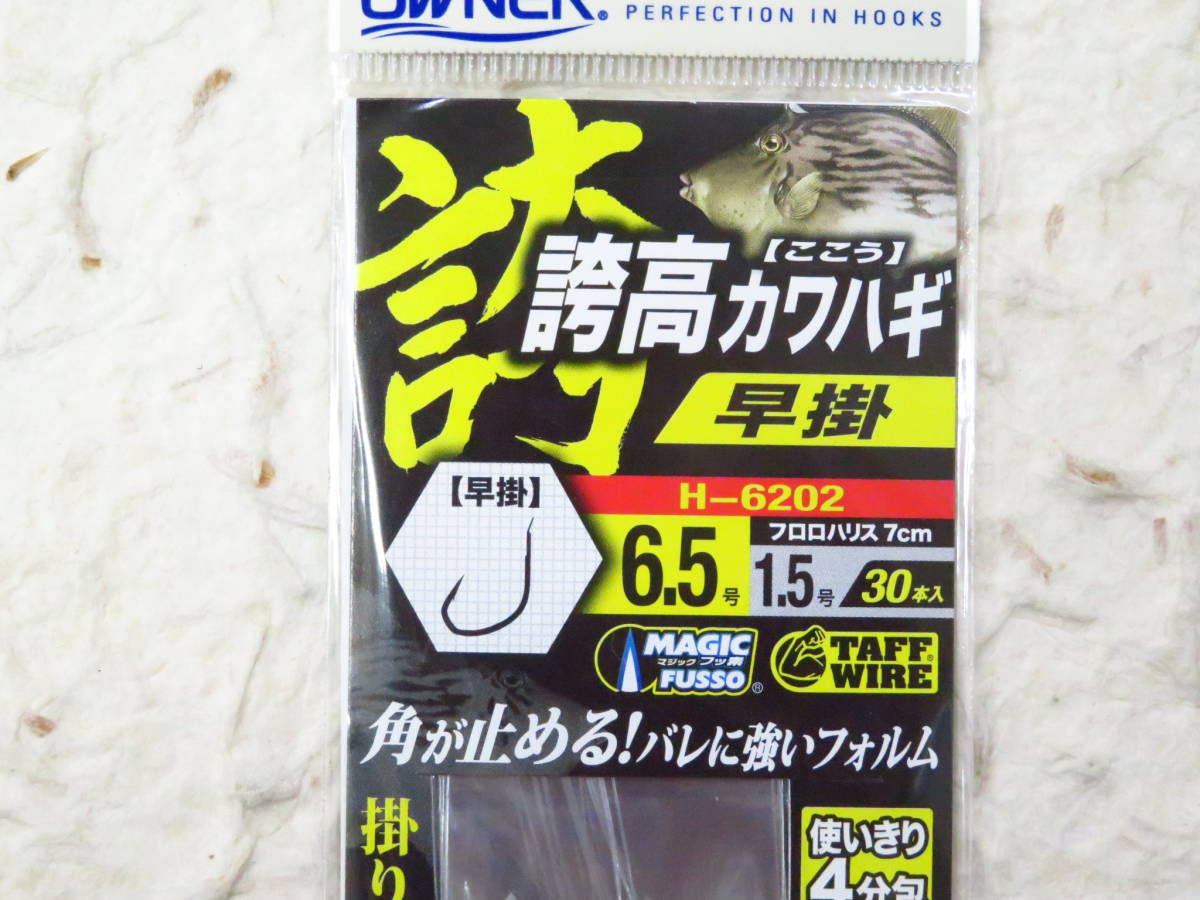 OWNER®
PERFECTION IN HOOKS
誇
【ここう】
誇高カワハギ
早掛
【早掛】
H-6202
6.5号
フロロハリス 7cm
1.5号
30本入
MAGIC
マジック フッ素
FUSSO®
TAFF®
WIRE
角が止める!バレに強いフォルム
掛り
使いきり
4分包